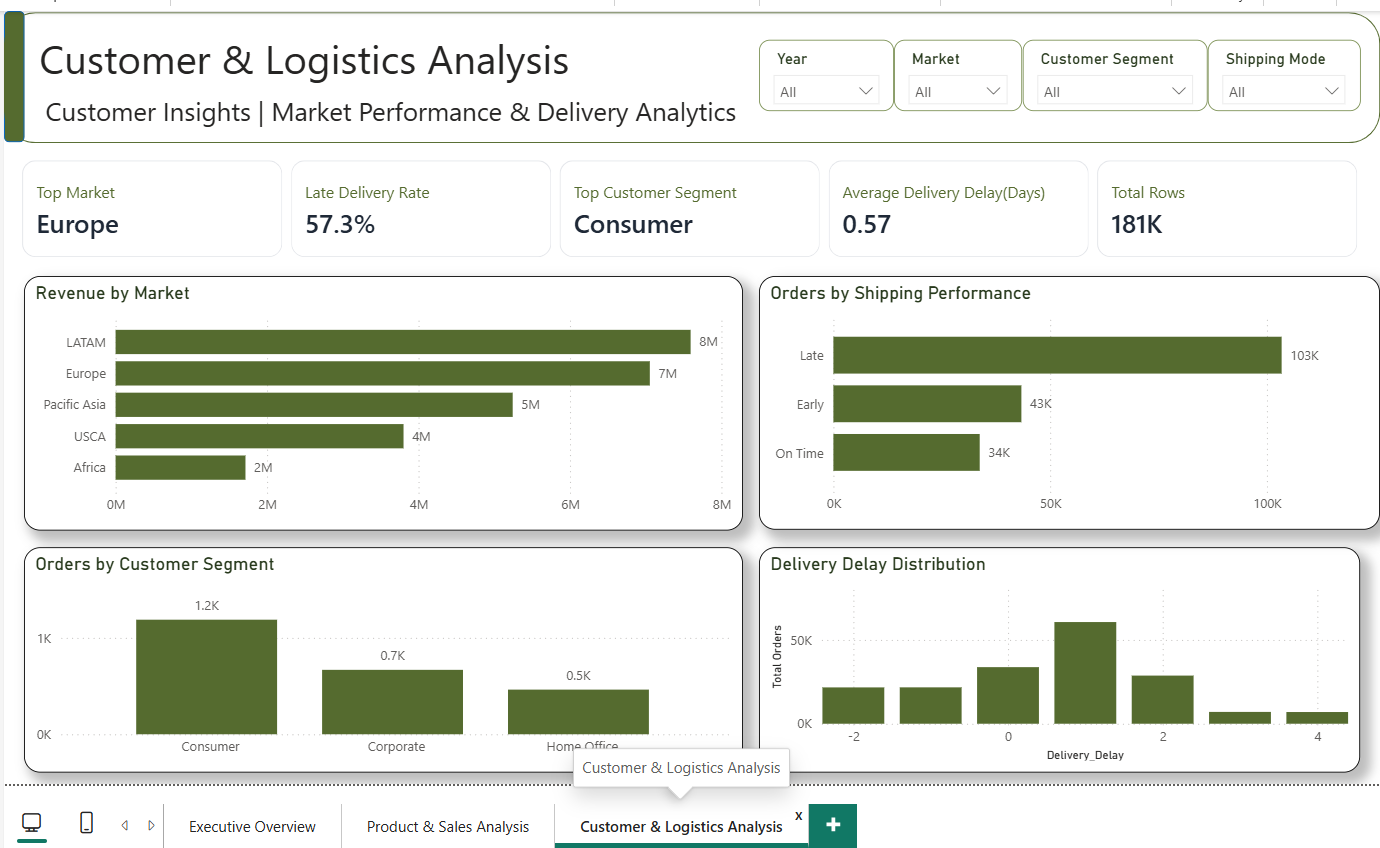 Customer & Logistics Analysis
Customer Insights | Market Performance & Delivery Analytics
Year
All
Market
All
Customer Segment
All
Shipping Mode
All
Top Market
Europe
Late Delivery Rate
57.3%
Top Customer Segment
Consumer
Average Delivery Delay(Days)
0.57
Total Rows
181K
Revenue by Market
LATAM
8M
Europe
7M
Pacific Asia
5M
USCA
4M
Africa
2M
0M 2M 4M 6M 8M
Orders by Shipping Performance
Late
103K
Early
43K
On Time
34K
0K 50K 100K
Orders by Customer Segment
1K
0K
1.2K
0.7K
0.5K
Consumer Corporate Home Office
Delivery Delay Distribution
Total Orders
50K
0K
-2 0 2 4
Delivery_Delay
Customer & Logistics Analysis
Executive Overview
Product & Sales Analysis
Customer & Logistics Analysis
x
+